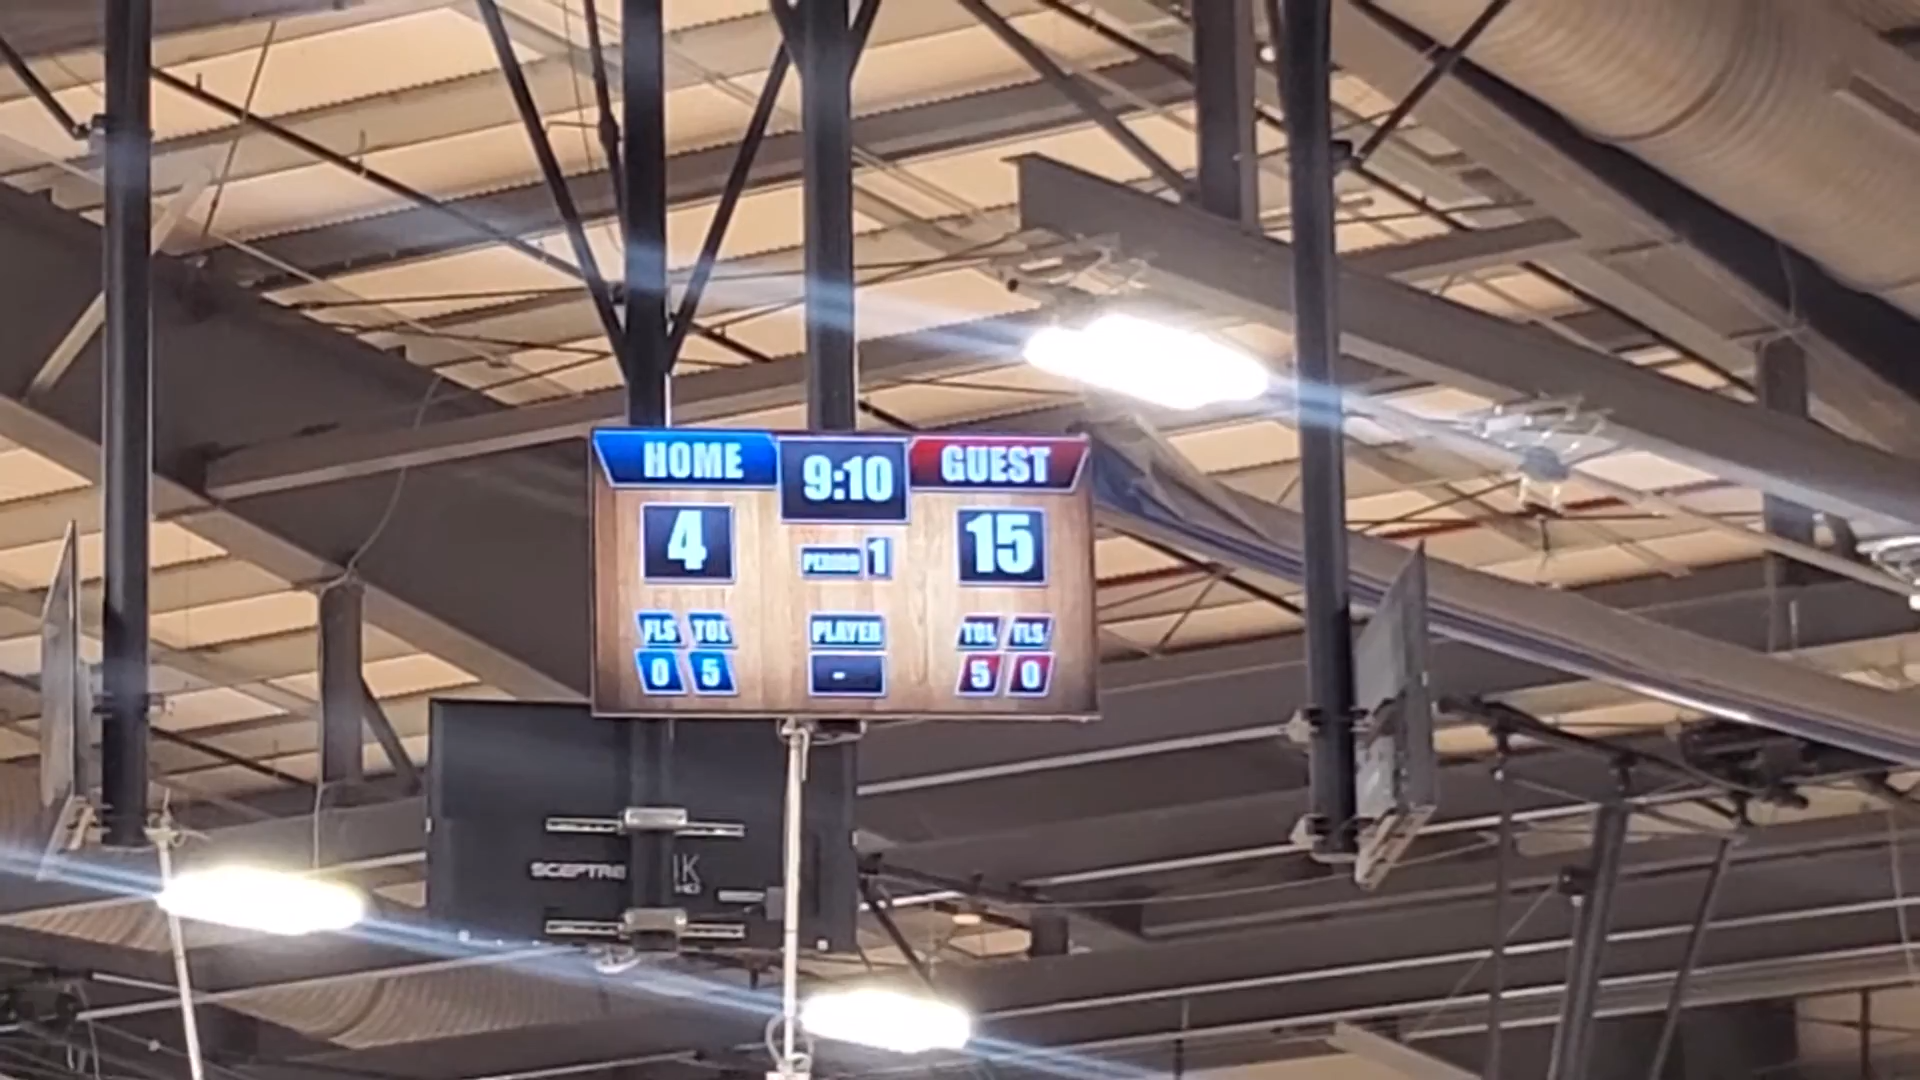 HOME 9:10 GUEST
4 15
PERIOD 1
FLS TOL PLAYER TOL FLS
0 5 - 5 0
SCEPTRE